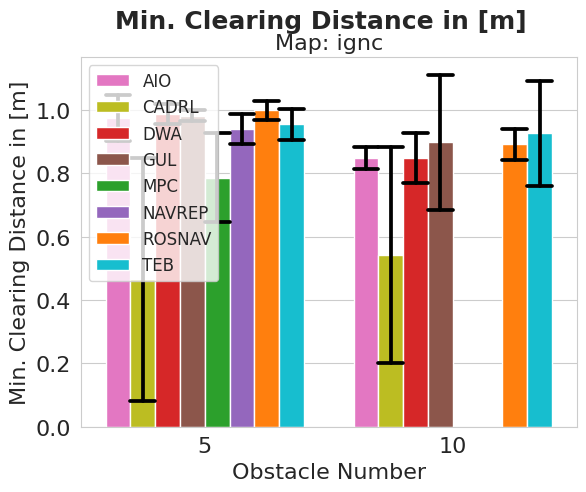 Min. Clearing Distance in [m]
Map: ignc
Min. Clearing Distance in [m]
1.0
0.8
0.6
0.4
0.2
0.0
AIO
CADRL
DWA
GUL
MPC
NAVREP
ROSNAV
TEB
5
10
Obstacle Number